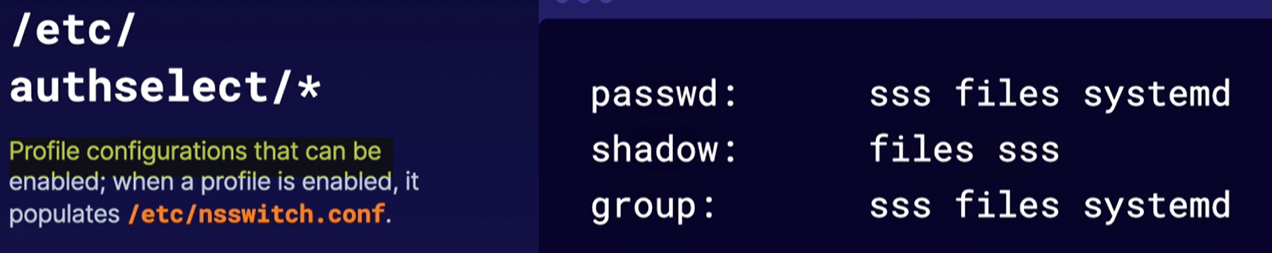 /etc/
authselect/*
Profile configurations that can be
enabled; when a profile is enabled, it
populates /etc/nsswitch.conf.
passwd: sss files systemd
shadow: files sss
group: sss files systemd